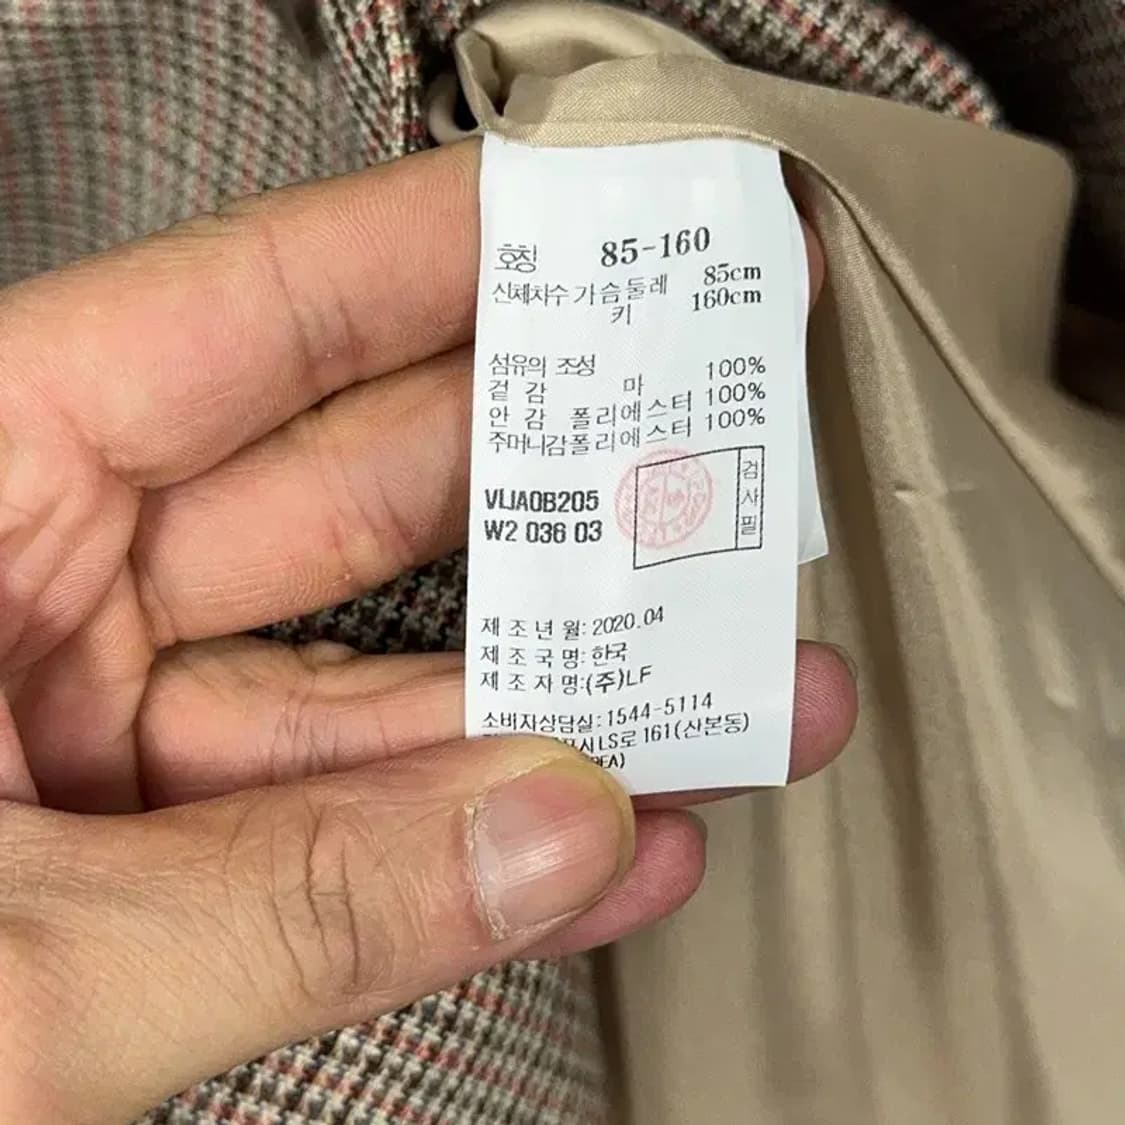 호칭 85-160
신체치수 가슴둘레 85cm
키 160cm
섬유의 조성
겉감 마 100%
안감 폴리에스터 100%
주머니감 폴리에스터 100%
VLJA0B205
W2 036 03
검사필
제조년월: 2020.04
제조국명: 한국
제조자명: (주)LF
소비자상담실: 1544-5114
포시 LS로 161(산본동)